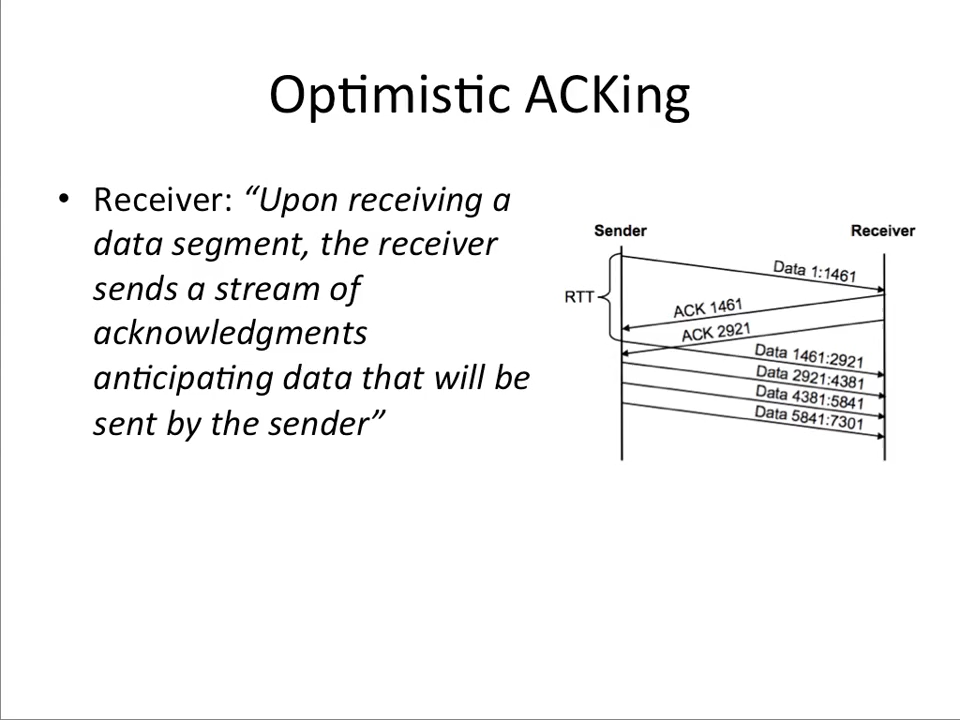 Optimistic ACKing
• Receiver: “Upon receiving a
data segment, the receiver
sends a stream of
acknowledgments
anticipating data that will be
sent by the sender”
Sender
Receiver
Data 1:1461
RTT
ACK 1461
ACK 2921
Data 1461:2921
Data 2921:4381
Data 4381:5841
Data 5841:7301